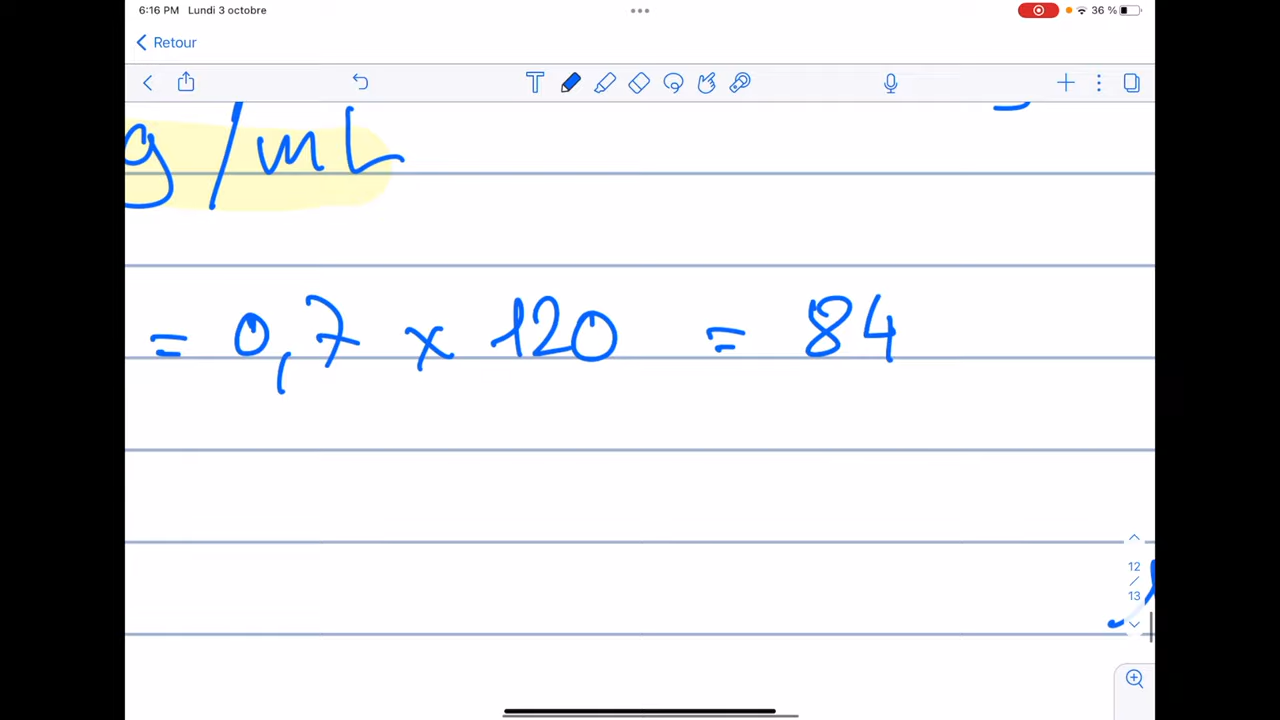 6:16 PM Lundi 3 octobre
36 %
Retour
g/mL
= 0,7 x 120 = 84
12
/
13